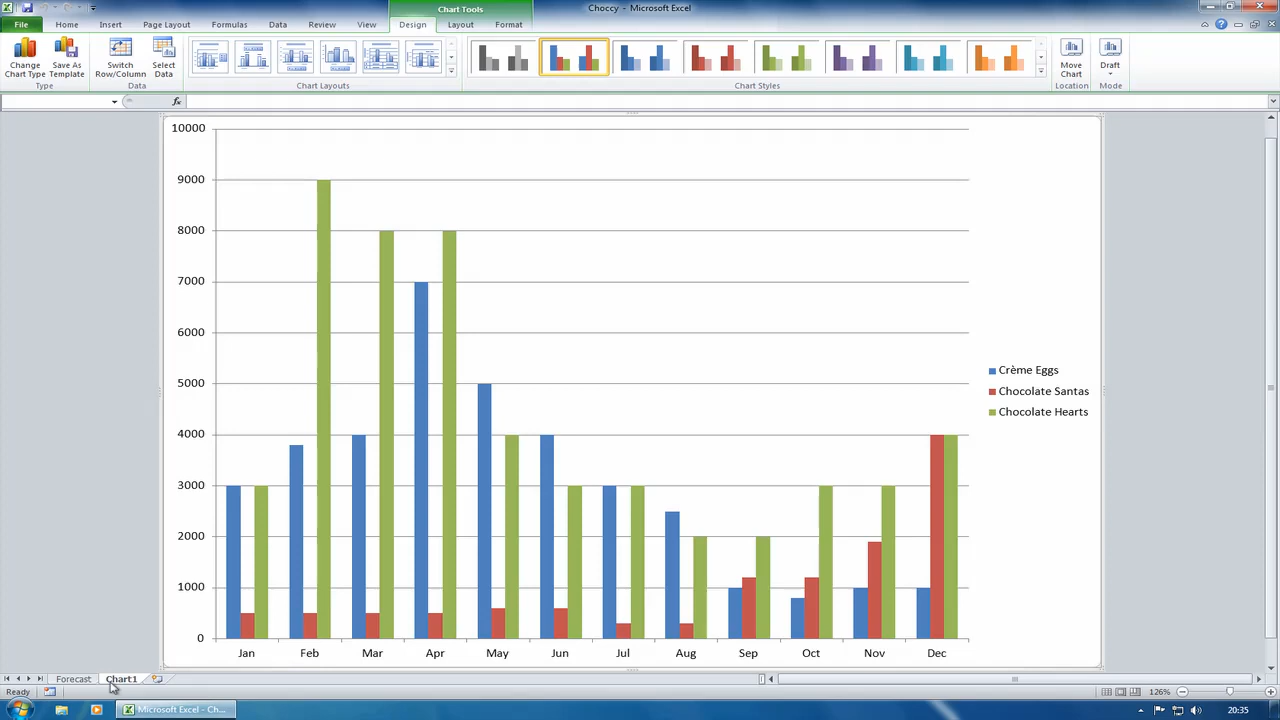 Chart Tools
Choccy - Microsoft Excel
File Home Insert Page Layout Formulas Data Review View Design Layout Format
Change Chart Type
Save As Template
Switch Row/Column
Select Data
Move Chart
Draft
Type Data Chart Layouts Chart Styles Location Mode
fx
10000
9000
8000
7000
6000
5000
4000
3000
2000
1000
0
Crème Eggs
Chocolate Santas
Chocolate Hearts
Jan Feb Mar Apr May Jun Jul Aug Sep Oct Nov Dec
Forecast Chart1
Ready 126%
Microsoft Excel - Ch... 20:35